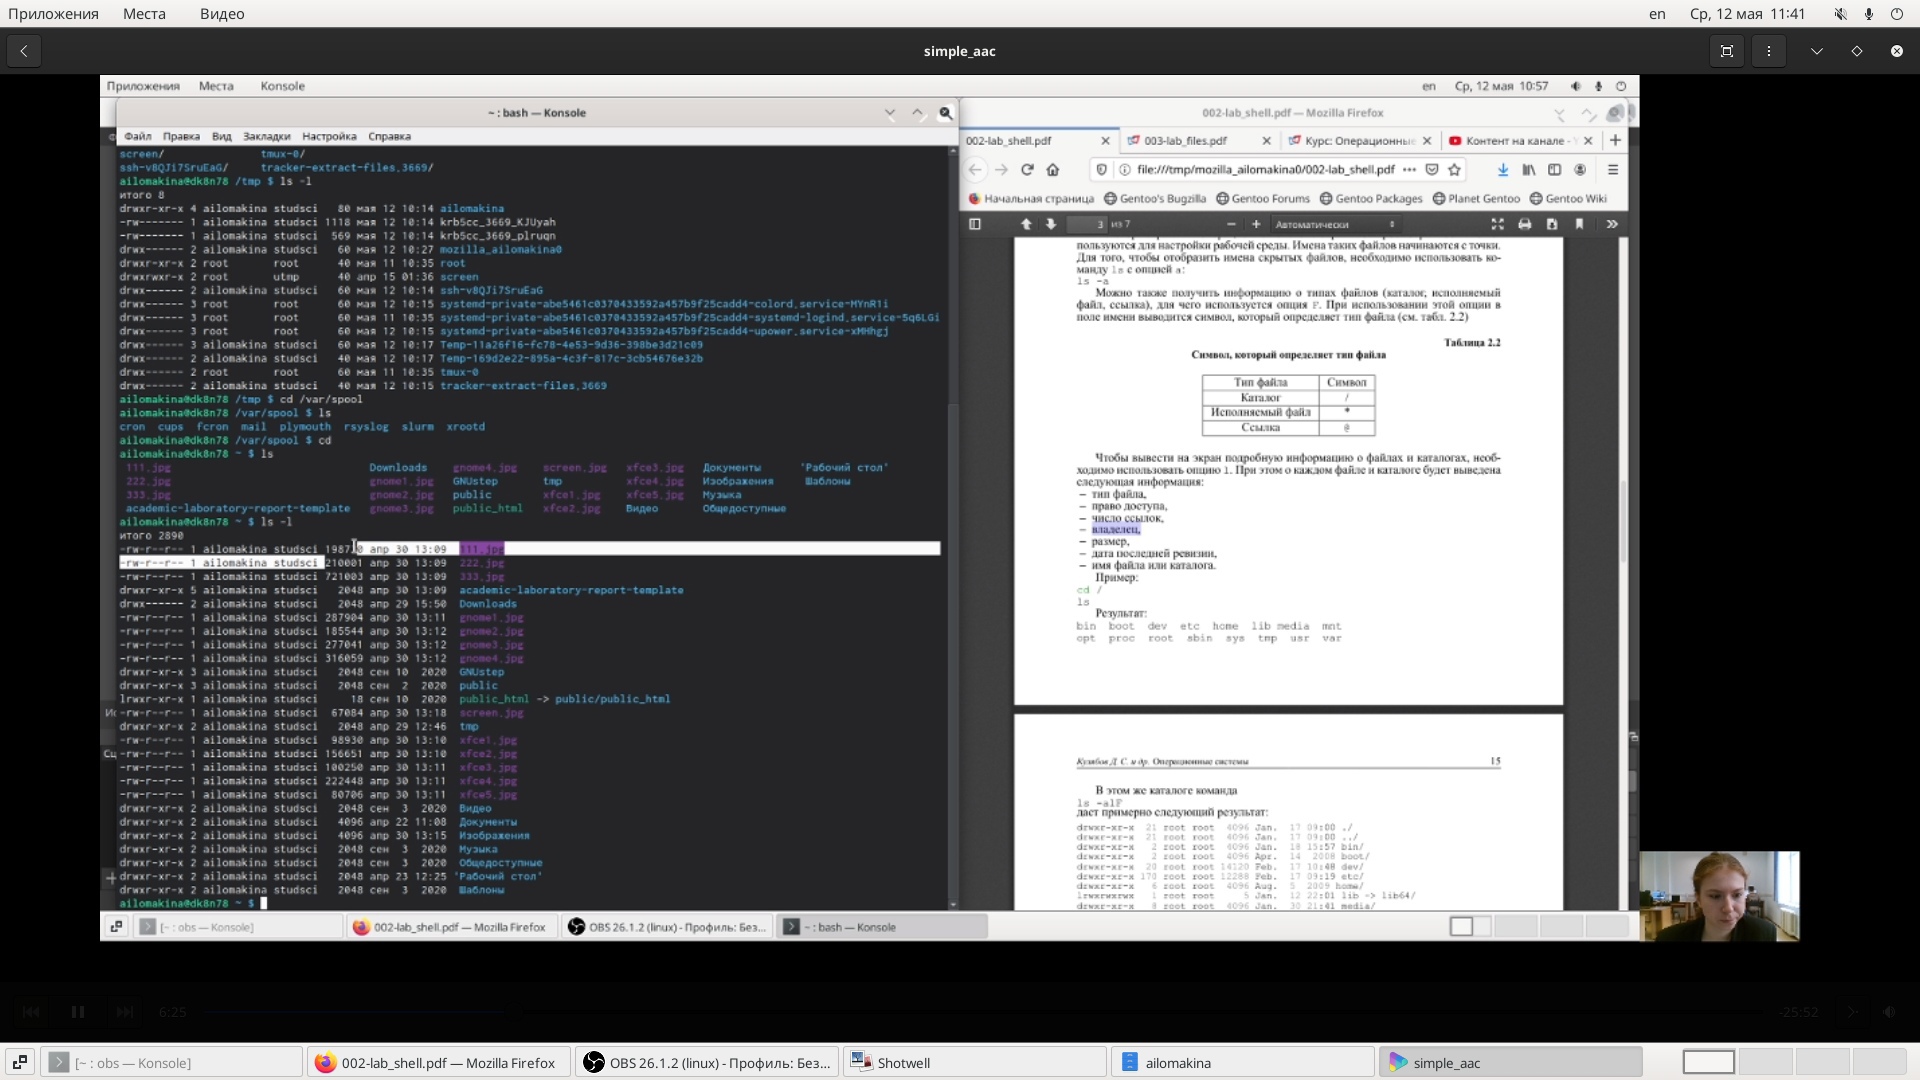 Приложения Места Видео en Ср, 12 мая 11:41
simple_aac
Приложения Места Konsole en Ср, 12 мая 10:57
~ : bash — Konsole
Файл Правка Вид Закладки Настройка Справка
screen/ tmux-0/
ssh-v8QJi7SruEaG/ tracker-extract-files.3669/
ailomakina@dk8n78 /tmp $ ls -l
итого 8
drwxr-xr-x 4 ailomakina studsci 80 мая 12 10:14 ailomakina
-rw------- 1 ailomakina studsci 1118 мая 12 10:14 krb5cc_3669_KJUyah
-rw------- 1 ailomakina studsci 569 мая 12 10:14 krb5cc_3669_plruqn
drwx------ 2 ailomakina studsci 60 мая 12 10:27 mozilla_ailomakina0
drwxr-xr-x 2 root root 40 мая 11 10:35 root
drwxrwxr-x 2 root utmp 40 апр 15 01:36 screen
drwx------ 2 ailomakina studsci 60 мая 12 10:14 ssh-v8QJi7SruEaG
drwx------ 3 root root 60 мая 12 10:15 systemd-private-abe5461c0370433592a457b9f25cadd4-colord.service-MYnR1i
drwx------ 3 root root 60 мая 11 10:35 systemd-private-abe5461c0370433592a457b9f25cadd4-systemd-logind.service-5q6LGi
drwx------ 3 root root 60 мая 12 10:15 systemd-private-abe5461c0370433592a457b9f25cadd4-upower.service-xMHhgj
drwx------ 3 ailomakina studsci 60 мая 12 10:17 Temp-11a26f16-fc78-4e53-9d36-398be3d21c09
drwx------ 2 ailomakina studsci 40 мая 12 10:17 Temp-169d2e22-895a-4c3f-817c-3cb54676e32b
drwx------ 2 root root 40 мая 11 10:35 tmux-0
drwx------ 2 ailomakina studsci 40 мая 12 10:15 tracker-extract-files.3669
ailomakina@dk8n78 /tmp $ cd /var/spool
ailomakina@dk8n78 /var/spool $ ls
cron cups fcron mail plymouth rsyslog slurm xrootd
ailomakina@dk8n78 /var/spool $ cd
ailomakina@dk8n78 ~ $ ls
111.jpg Downloads gnome4.jpg screen.jpg xfce3.jpg Документы 'Рабочий стол'
222.jpg gnome1.jpg GNUstep tmp xfce4.jpg Изображения Шаблоны
333.jpg gnome2.jpg public xfce1.jpg xfce5.jpg Музыка
academic-laboratory-report-template gnome3.jpg public_html xfce2.jpg Видео Общедоступные
ailomakina@dk8n78 ~ $ ls -l
итого 2890
-rw-r--r-- 1 ailomakina studsci апр 30 13:09 111.jpg
-rw-r--r-- 1 ailomakina studsci 210001 апр 30 13:09 222.jpg
-rw-r--r-- 1 ailomakina studsci 721003 апр 30 13:09 333.jpg
drwxr-xr-x 5 ailomakina studsci 2048 апр 30 13:09 academic-laboratory-report-template
drwx------ 2 ailomakina studsci 2048 апр 29 15:50 Downloads
-rw-r--r-- 1 ailomakina studsci 287904 апр 30 13:11 gnome1.jpg
-rw-r--r-- 1 ailomakina studsci 185544 апр 30 13:12 gnome2.jpg
-rw-r--r-- 1 ailomakina studsci 277041 апр 30 13:12 gnome3.jpg
-rw-r--r-- 1 ailomakina studsci 316059 апр 30 13:12 gnome4.jpg
drwxr-xr-x 3 ailomakina studsci 2048 сен 10 2020 GNUstep
drwxr-xr-x 3 ailomakina studsci 2048 сен 2 2020 public
lrwxr-xr-x 1 ailomakina studsci 18 сен 10 2020 public_html -> public/public_html
-rw-r--r-- 1 ailomakina studsci 67084 апр 30 13:18 screen.jpg
drwxr-xr-x 2 ailomakina studsci 2048 апр 29 12:46 tmp
-rw-r--r-- 1 ailomakina studsci 98930 апр 30 13:10 xfce1.jpg
-rw-r--r-- 1 ailomakina studsci 156651 апр 30 13:10 xfce2.jpg
-rw-r--r-- 1 ailomakina studsci 100250 апр 30 13:11 xfce3.jpg
-rw-r--r-- 1 ailomakina studsci 222448 апр 30 13:11 xfce4.jpg
-rw-r--r-- 1 ailomakina studsci 80706 апр 30 13:11 xfce5.jpg
drwxr-xr-x 2 ailomakina studsci 2048 сен 3 2020 Видео
drwxr-xr-x 2 ailomakina studsci 4096 апр 22 11:08 Документы
drwxr-xr-x 2 ailomakina studsci 4096 апр 30 13:15 Изображения
drwxr-xr-x 2 ailomakina studsci 2048 сен 3 2020 Музыка
drwxr-xr-x 2 ailomakina studsci 2048 сен 3 2020 Общедоступные
drwxr-xr-x 2 ailomakina studsci 2048 апр 23 12:25 'Рабочий стол'
drwxr-xr-x 2 ailomakina studsci 2048 сен 3 2020 Шаблоны
ailomakina@dk8n78 ~ $
002-lab_shell.pdf — Mozilla Firefox
002-lab_shell.pdf 003-lab_files.pdf Курс: Операционные Контент на канале -
file:///tmp/mozilla_ailomakina0/002-lab_shell.pdf
Начальная страница Gentoo's Bugzilla Gentoo Forums Gentoo Packages Planet Gentoo Gentoo Wiki
3 из 7 Автоматически
пользуются для настройки рабочей среды. Имена таких файлов начинаются с точки.
Для того, чтобы отобразить имена скрытых файлов, необходимо использовать ко-
манду ls с опцией a:
ls -a
Можно также получить информацию о типах файлов (каталог, исполняемый
файл, ссылка), для чего используется опция F. При использовании этой опции в
поле имени выводится символ, который определяет тип файла (см. табл. 2.2)
Таблица 2.2
Символ, который определяет тип файла
Тип файла Символ
Каталог /
Исполняемый файл *
Ссылка @
Чтобы вывести на экран подробную информацию о файлах и каталогах, необ-
ходимо использовать опцию l. При этом о каждом файле и каталоге будет выведена
следующая информация:
– тип файла,
– право доступа,
– число ссылок,
– владелец,
– размер,
– дата последней ревизии,
– имя файла или каталога.
Пример:
cd /
ls
Результат:
bin boot dev etc home lib media mnt
opt proc root sbin sys tmp usr var
Кулябов Д. С. и др. Операционные системы 15
В этом же каталоге команда
ls -alF
даст примерно следующий результат:
drwxr-xr-x 21 root root 4096 Jan. 17 09:00 ./
drwxr-xr-x 21 root root 4096 Jan. 17 09:00 ../
drwxr-xr-x 2 root root 4096 Jan. 18 15:57 bin/
drwxr-xr-x 2 root root 4096 Apr. 14 2008 boot/
drwxr-xr-x 20 root root 14120 Feb. 17 10:48 dev/
drwxr-xr-x 170 root root 12288 Feb. 17 09:19 etc/
drwxr-xr-x 6 root root 4096 Aug. 5 2009 home/
lrwxrwxrwx 1 root root 5 Jan. 12 22:01 lib -> lib64/
drwxr-xr-x 8 root root 4096 Jan. 30 21:41 media/
[~ : obs — Konsole] 002-lab_shell.pdf — Mozilla Firefox OBS 26.1.2 (linux) - Профиль: Без... ~ : bash — Konsole
6:25 -25:52
[~ : obs — Konsole] 002-lab_shell.pdf — Mozilla Firefox OBS 26.1.2 (linux) - Профиль: Без... Shotwell ailomakina simple_aac